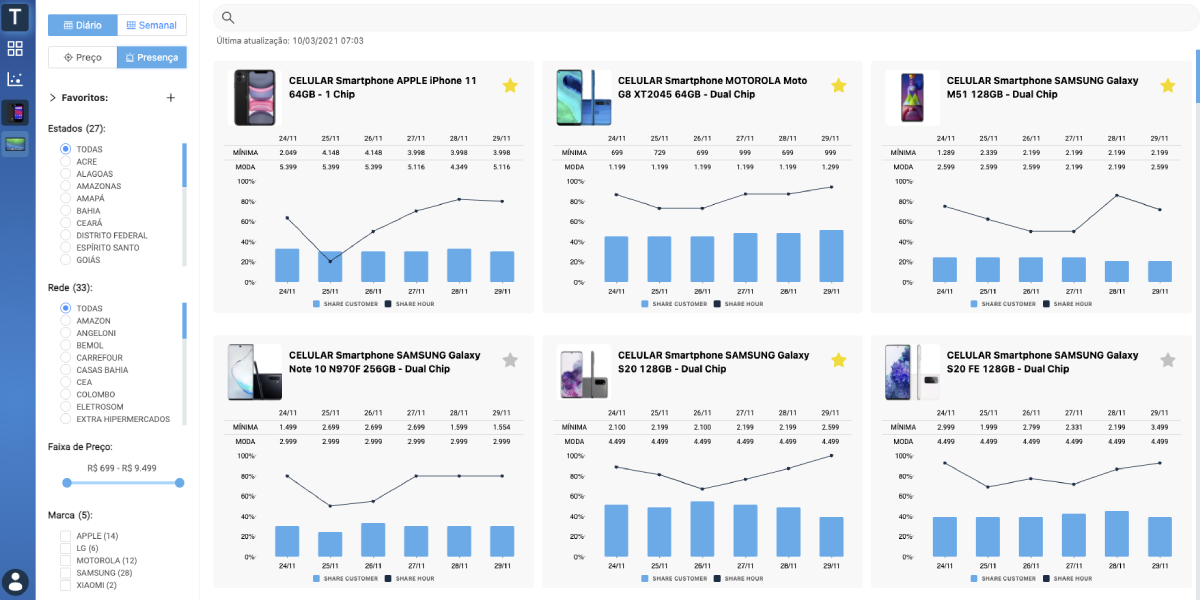 T
Diário Semanal
Preço Presença
Favoritos: +
Estados (27):
TODAS
ACRE
ALAGOAS
AMAZONAS
AMAPÁ
BAHIA
CEARÁ
DISTRITO FEDERAL
ESPÍRITO SANTO
GOIÁS
Rede (33):
TODAS
AMAZON
ANGELONI
BEMOL
CARREFOUR
CASAS BAHIA
CEA
COLOMBO
ELETROSOM
EXTRA HIPERMERCADOS
Faixa de Preço:
R$ 699 - R$ 9.499
Marca (5):
APPLE (14)
LG (6)
MOTOROLA (12)
SAMSUNG (28)
XIAOMI (2)
Última atualização: 10/03/2021 07:03
CELULAR Smartphone APPLE iPhone 11
64GB - 1 Chip
24/11 25/11 26/11 27/11 28/11 29/11
MÍNIMA 2.049 4.148 4.148 3.998 3.998 3.998
MODA 5.399 5.399 5.399 5.116 4.349 5.116
100%
80%
60%
40%
20%
0%
24/11 25/11 26/11 27/11 28/11 29/11
SHARE CUSTOMER SHARE HOUR
CELULAR Smartphone MOTOROLA Moto
G8 XT2045 64GB - Dual Chip
24/11 25/11 26/11 27/11 28/11 29/11
MÍNIMA 699 729 699 999 699 999
MODA 1.199 1.199 1.199 1.199 1.199 1.299
100%
80%
60%
40%
20%
0%
24/11 25/11 26/11 27/11 28/11 29/11
SHARE CUSTOMER SHARE HOUR
CELULAR Smartphone SAMSUNG Galaxy
M51 128GB - Dual Chip
24/11 25/11 26/11 27/11 28/11 29/11
MÍNIMA 1.289 2.339 2.199 2.199 2.199 2.199
MODA 2.599 2.599 2.599 2.599 2.199 2.599
100%
80%
60%
40%
20%
0%
24/11 25/11 26/11 27/11 28/11 29/11
SHARE CUSTOMER SHARE HOUR
CELULAR Smartphone SAMSUNG Galaxy
Note 10 N970F 256GB - Dual Chip
24/11 25/11 26/11 27/11 28/11 29/11
MÍNIMA 1.499 2.699 2.699 2.699 1.599 1.554
MODA 2.999 2.999 2.999 2.999 2.999 2.999
100%
80%
60%
40%
20%
0%
24/11 25/11 26/11 27/11 28/11 29/11
SHARE CUSTOMER SHARE HOUR
CELULAR Smartphone SAMSUNG Galaxy
S20 128GB - Dual Chip
24/11 25/11 26/11 27/11 28/11 29/11
MÍNIMA 2.100 2.199 2.100 2.199 2.199 2.599
MODA 4.499 4.499 4.499 4.499 4.499 4.499
100%
80%
60%
40%
20%
0%
24/11 25/11 26/11 27/11 28/11 29/11
SHARE CUSTOMER SHARE HOUR
CELULAR Smartphone SAMSUNG Galaxy
S20 FE 128GB - Dual Chip
24/11 25/11 26/11 27/11 28/11 29/11
MÍNIMA 2.999 1.999 2.799 2.331 2.199 3.499
MODA 4.499 4.499 4.499 4.499 4.499 4.499
100%
80%
60%
40%
20%
0%
24/11 25/11 26/11 27/11 28/11 29/11
SHARE CUSTOMER SHARE HOUR